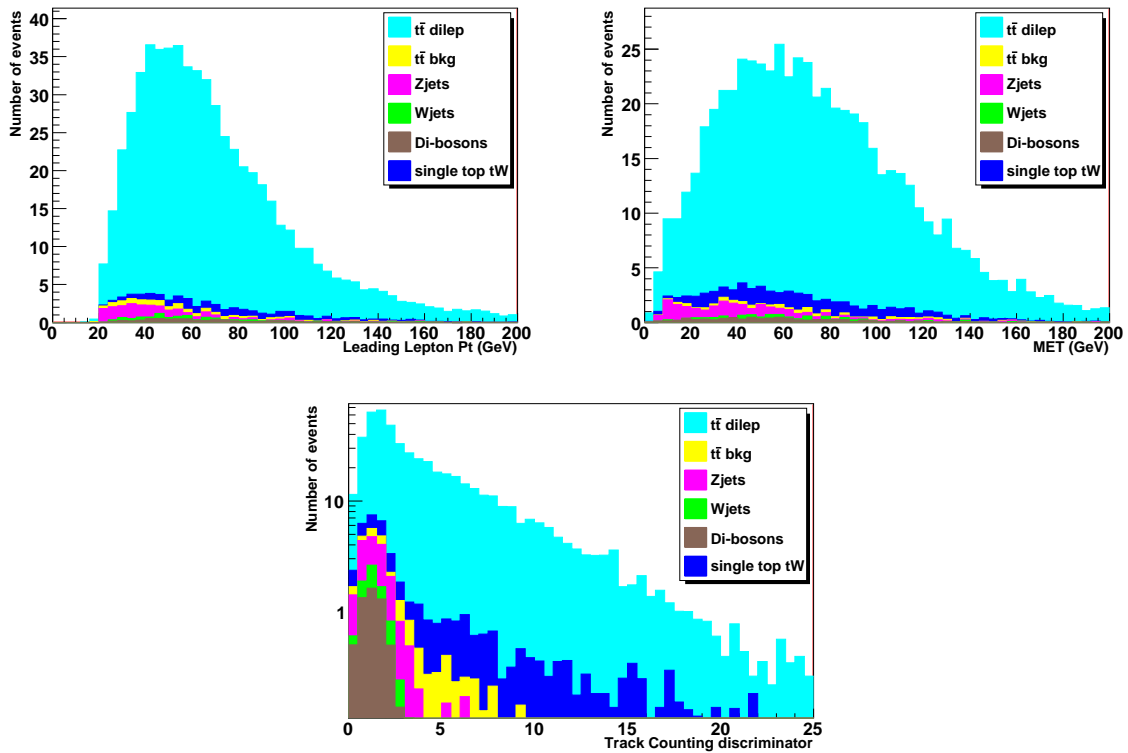 Number of events
40
35
30
25
20
15
10
5
0
0 20 40 60 80 100 120 140 160 180 200
Leading Lepton Pt (GeV)
tt̄ dilep
tt̄ bkg
Zjets
Wjets
Di-bosons
single top tW
Number of events
25
20
15
10
5
0
0 20 40 60 80 100 120 140 160 180 200
MET (GeV)
tt̄ dilep
tt̄ bkg
Zjets
Wjets
Di-bosons
single top tW
Number of events
10
1
0 5 10 15 20 25
Track Counting discriminator
tt̄ dilep
tt̄ bkg
Zjets
Wjets
Di-bosons
single top tW